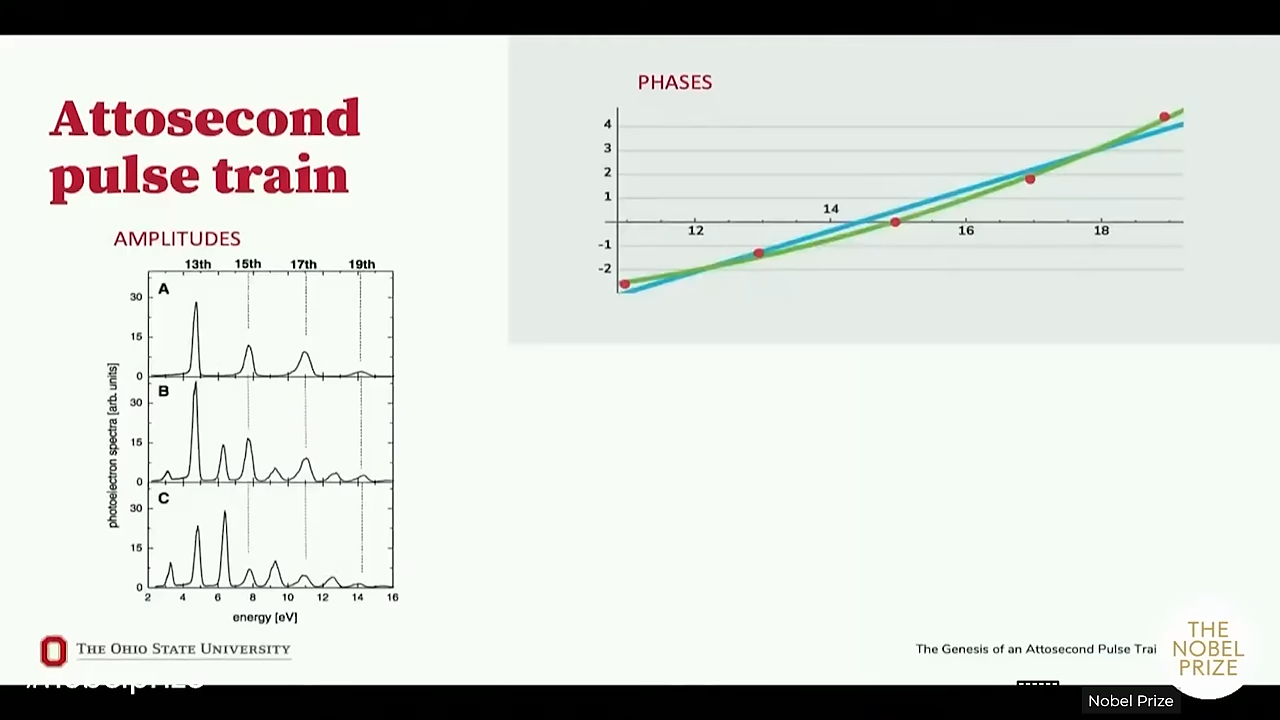 Attosecond
pulse train
AMPLITUDES
13th 15th 17th 19th
A
30
15
0
B
30
15
0
C
30
15
0
2 4 6 8 10 12 14 16
energy [eV]
photoelectron spectra [arb. units]
PHASES
4
3
2
1
-1
-2
12 14 16 18
THE OHIO STATE UNIVERSITY
The Genesis of an Attosecond Pulse Trai
THE
NOBEL
PRIZE
#nobelprize
Nobel Prize